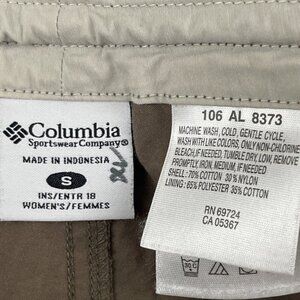 Columbia
Sportswear Company®
MADE IN INDONESIA
S
INS/ENTR 18
WOMEN'S/FEMMES
106 AL 8373
MACHINE WASH, COLD, GENTLE CYCLE,
WASH WITH LIKE COLORS, ONLY NON-CHLORINE
BLEACH, IF NEEDED, TUMBLE DRY LOW, REMOVE
PROMPTLY, IRON, MEDIUM, IF NEEDED
SHELL: 70% COTTON 30% NYLON
LINING: 65% POLYESTER 35% COTTON
RN 69724
CA 05367